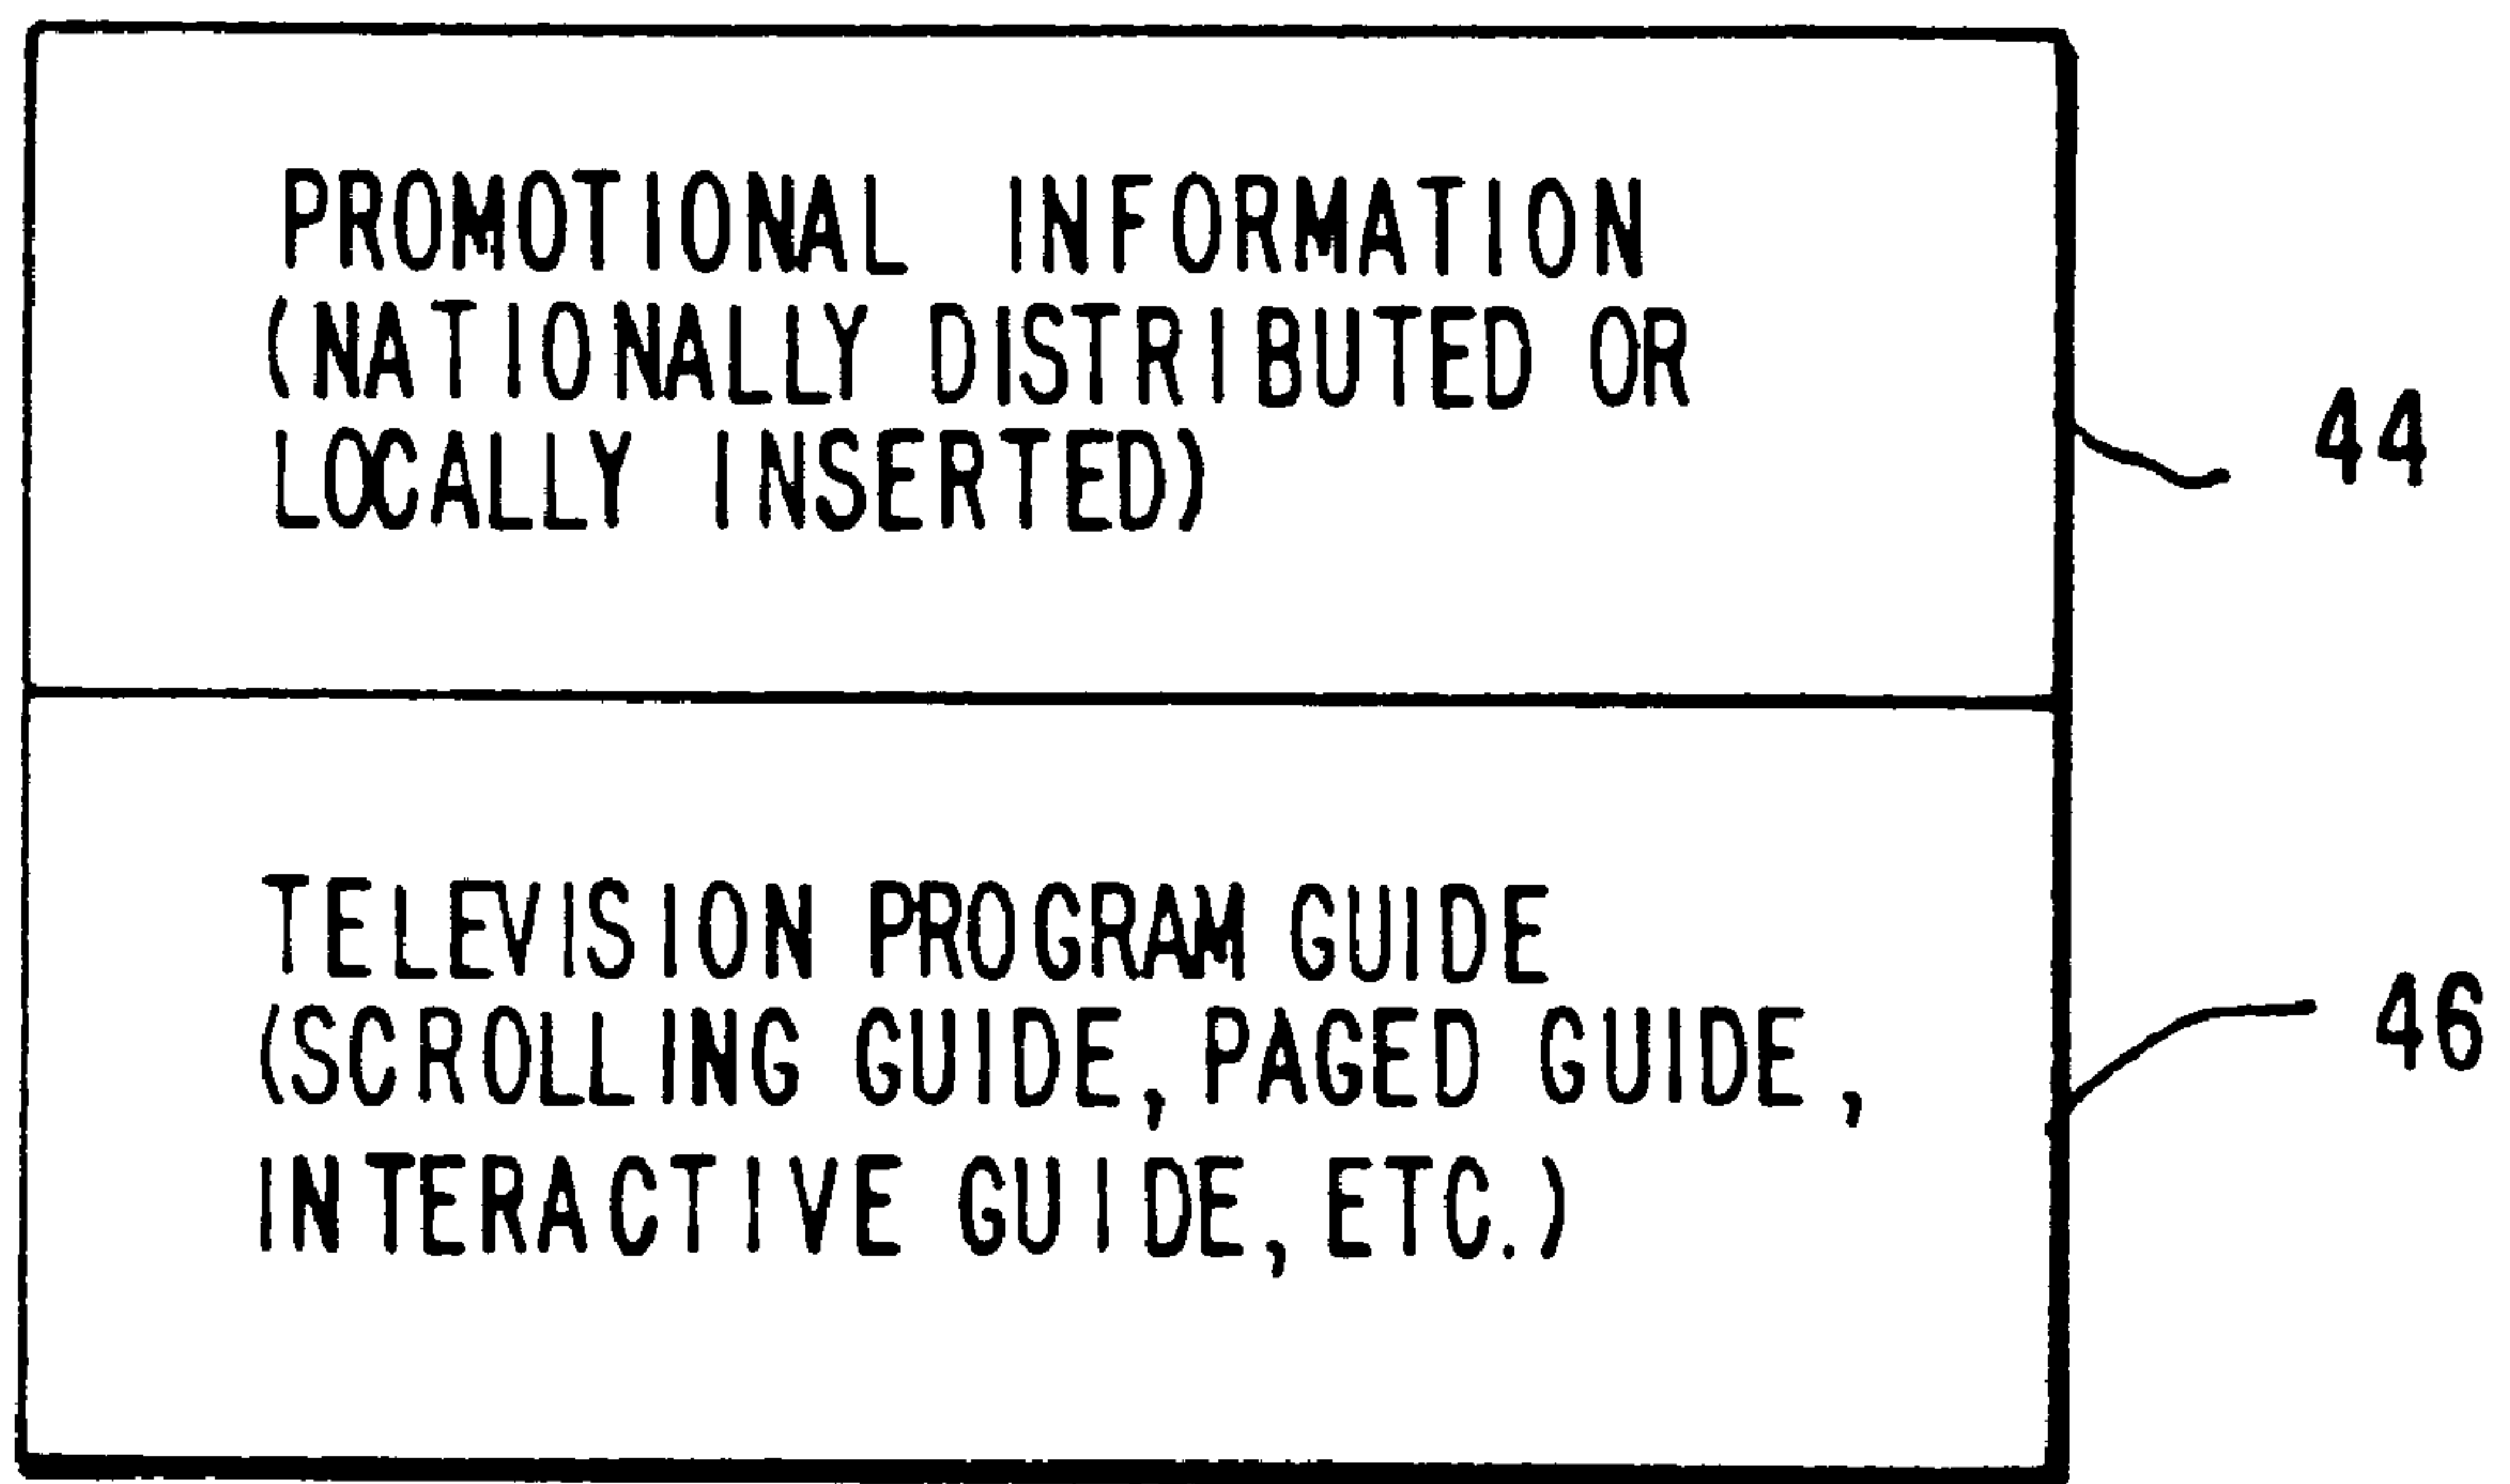 PROMOTIONAL INFORMATION
(NATIONALLY DISTRIBUTED OR
LOCALLY INSERTED)
44
TELEVISION PROGRAM GUIDE
(SCROLLING GUIDE, PAGED GUIDE,
INTERACTIVE GUIDE, ETC.)
46